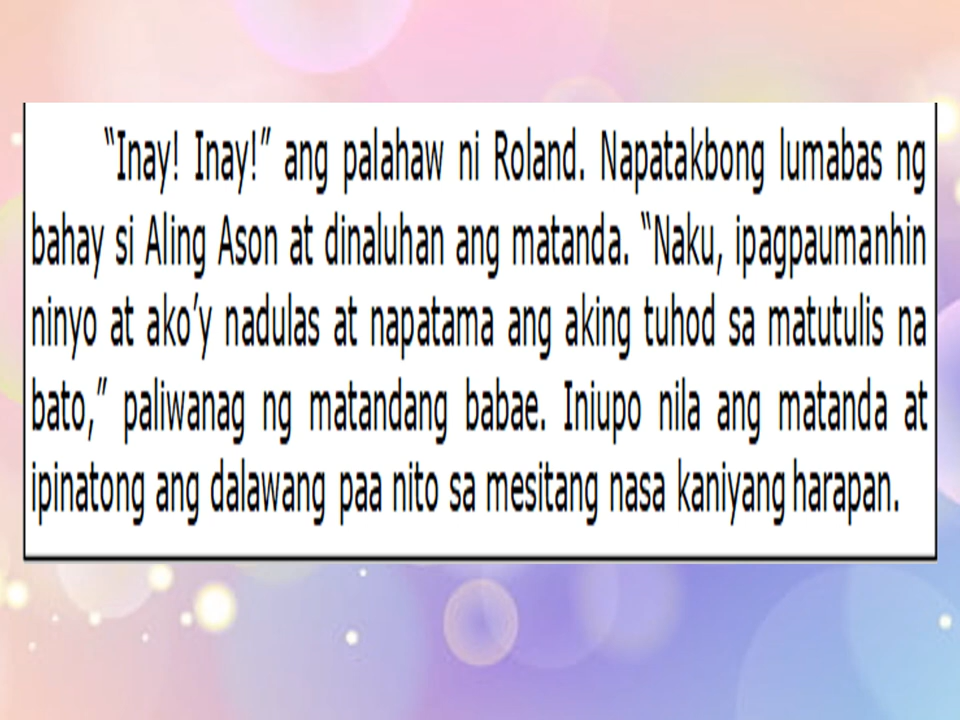 “Inay! Inay!” ang palahaw ni Roland. Napatakbong lumabas ng
bahay si Aling Ason at dinaluhan ang matanda. “Naku, ipagpaumanhin
ninyo at ako’y nadulas at napatama ang aking tuhod sa matutulis na
bato,” paliwanag ng matandang babae. Iniupo nila ang matanda at
ipinatong ang dalawang paa nito sa mesitang nasa kaniyang harapan.